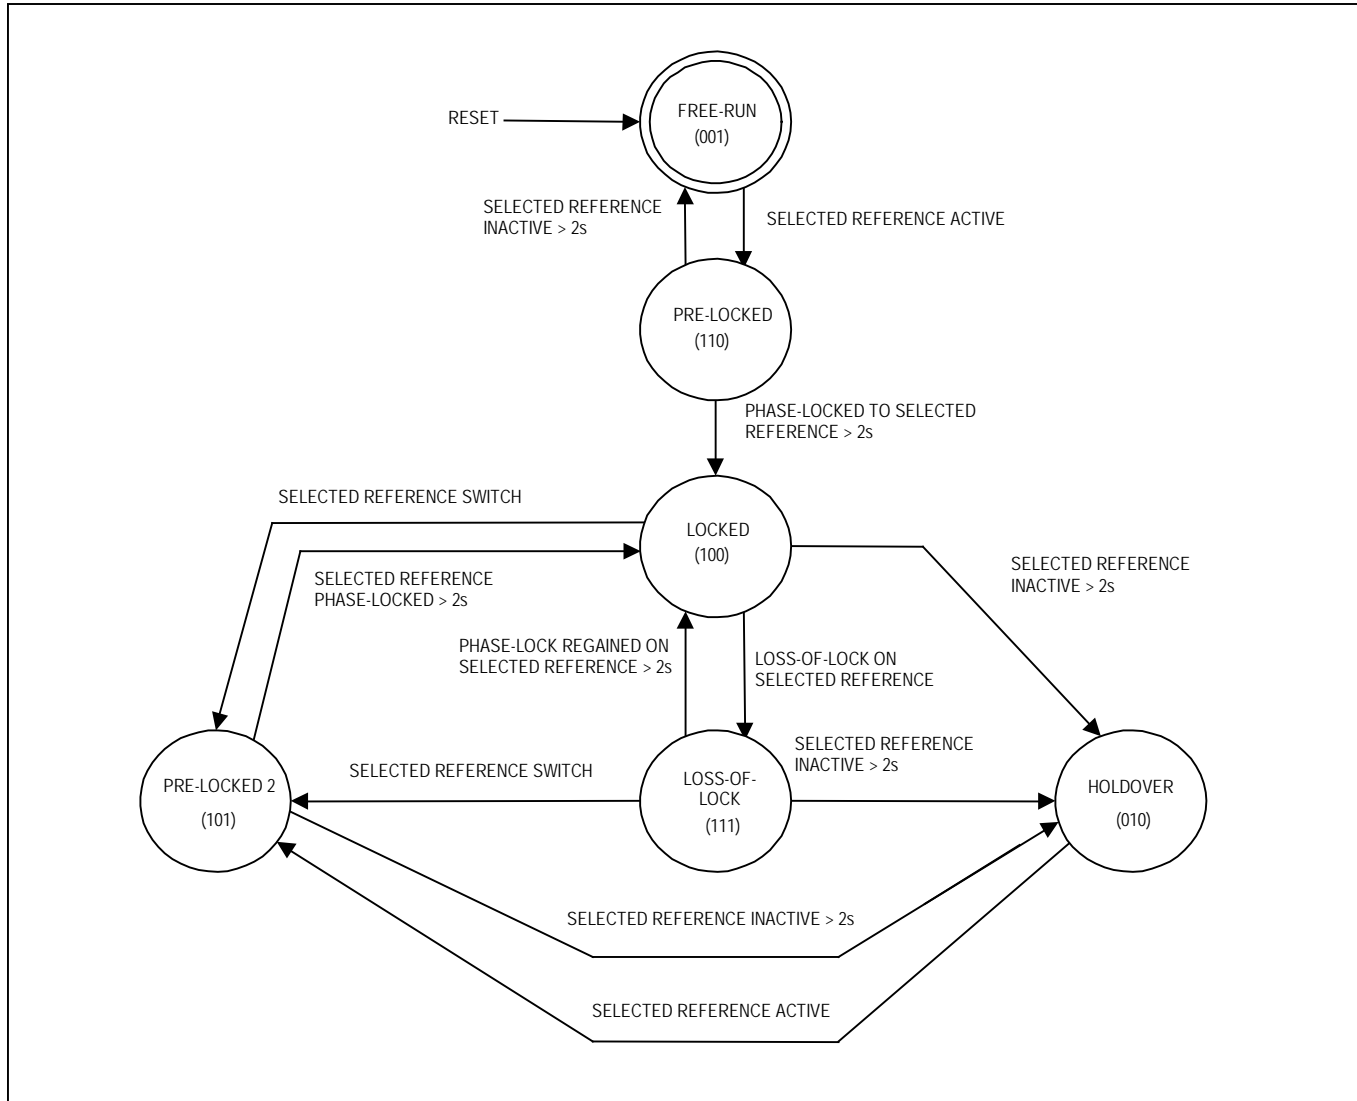 FREE-RUN
(001)
RESET
SELECTED REFERENCE
INACTIVE > 2s
SELECTED REFERENCE ACTIVE
PRE-LOCKED
(110)
PHASE-LOCKED TO SELECTED
REFERENCE > 2s
SELECTED REFERENCE SWITCH
LOCKED
(100)
SELECTED REFERENCE
INACTIVE > 2s
SELECTED REFERENCE
PHASE-LOCKED > 2s
PHASE-LOCK REGAINED ON
SELECTED REFERENCE > 2s
LOSS-OF-LOCK ON
SELECTED REFERENCE
SELECTED REFERENCE
INACTIVE > 2s
SELECTED REFERENCE SWITCH
PRE-LOCKED 2
(101)
LOSS-OF-
LOCK
(111)
HOLDOVER
(010)
SELECTED REFERENCE INACTIVE > 2s
SELECTED REFERENCE ACTIVE